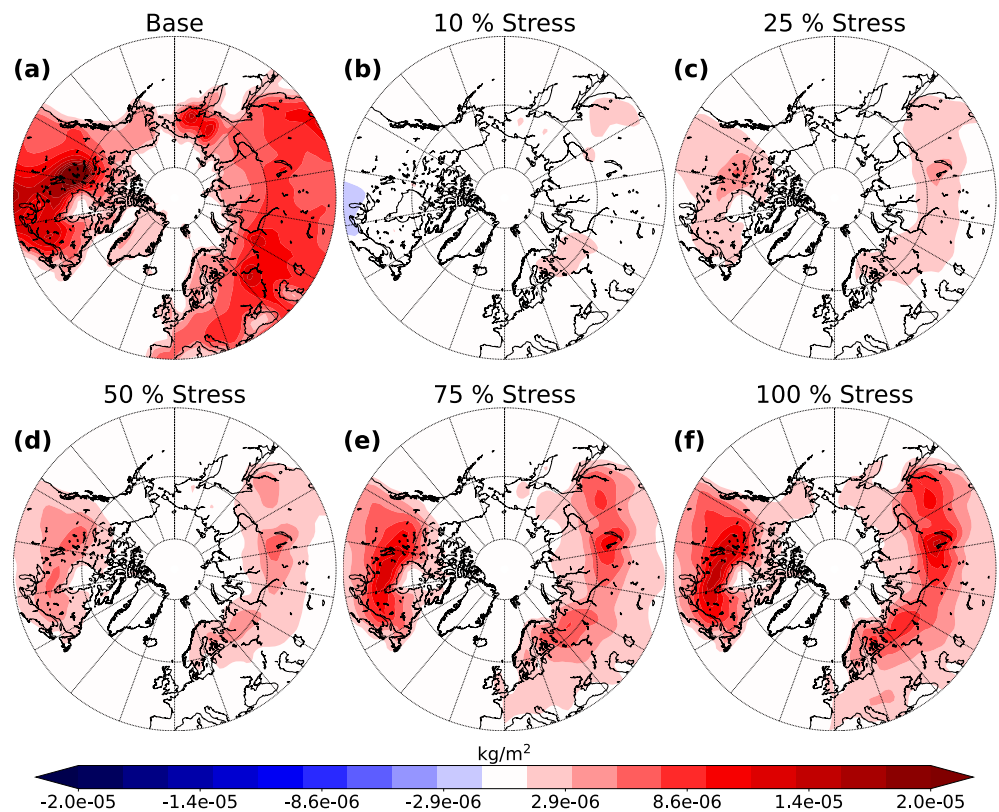 Base
10 % Stress
25 % Stress
(a)
(b)
(c)
50 % Stress
75 % Stress
100 % Stress
(d)
(e)
(f)
kg/m²
-2.0e-05 -1.4e-05 -8.6e-06 -2.9e-06 2.9e-06 8.6e-06 1.4e-05 2.0e-05